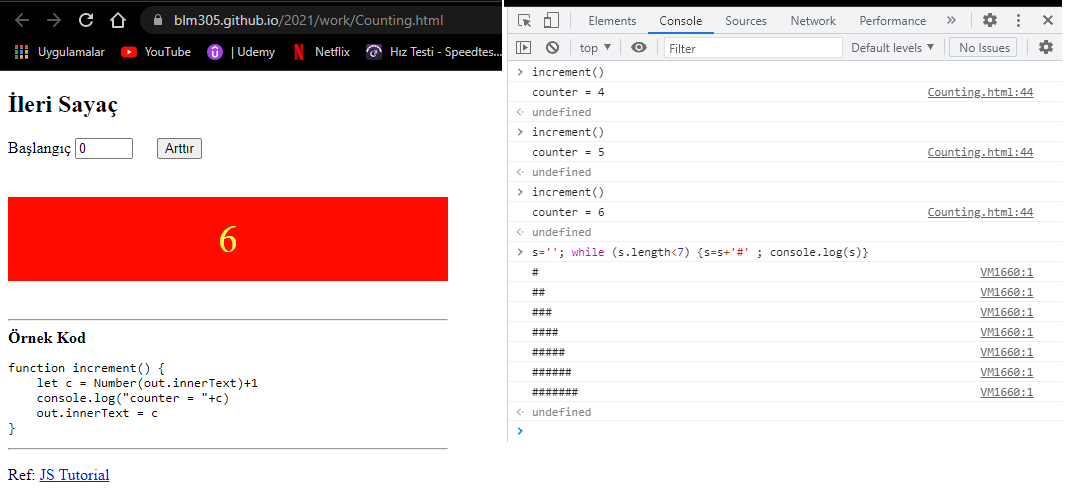 blm305.github.io/2021/work/Counting.html
Uygulamalar YouTube | Udemy Netflix Hız Testi - Speedtes...
İleri Sayaç
Başlangıç 0 Arttır
6
Örnek Kod
function increment() {
    let c = Number(out.innerText)+1
    console.log("counter = "+c)
    out.innerText = c
}
Ref: JS Tutorial
Elements Console Sources Network Performance »
top ▼ Filter Default levels ▼ No Issues
> increment()
counter = 4 Counting.html:44
<· undefined
> increment()
counter = 5 Counting.html:44
<· undefined
> increment()
counter = 6 Counting.html:44
<· undefined
> s=''; while (s.length<7) {s=s+'#' ; console.log(s)}
# VM1660:1
## VM1660:1
### VM1660:1
#### VM1660:1
##### VM1660:1
###### VM1660:1
####### VM1660:1
<· undefined
>